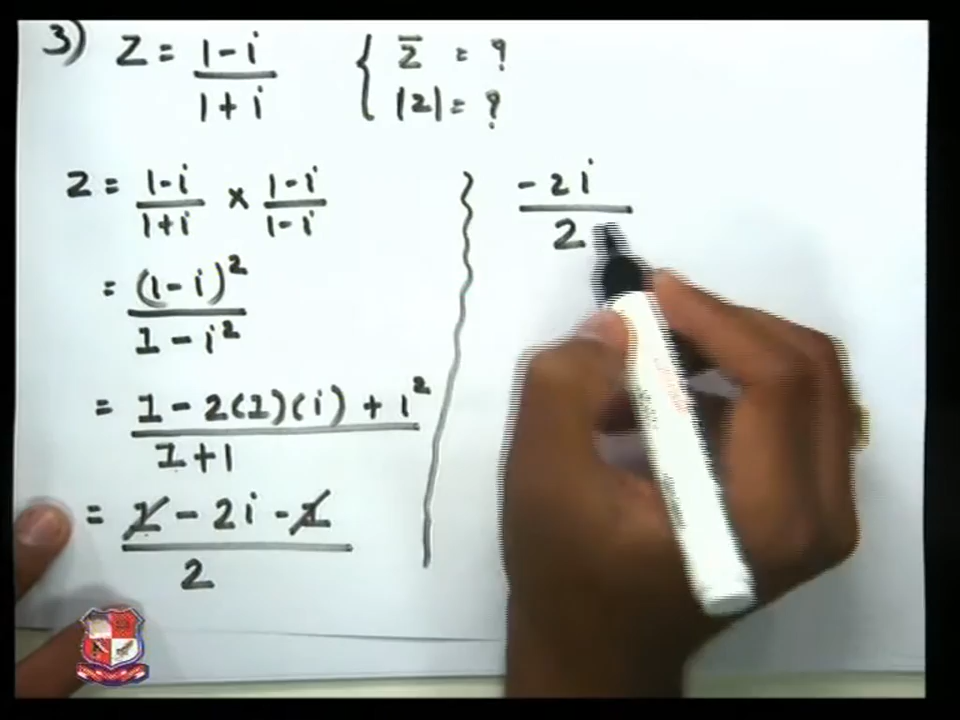 3) Z = 1-i / 1+i { z̄ = ?
|z| = ?
z = 1-i / 1+i × 1-i / 1-i
= (1-i)² / 1 - i²
= 1 - 2(1)(i) + i² / 1+1
= 1 - 2i - 1 / 2
-2i / 2